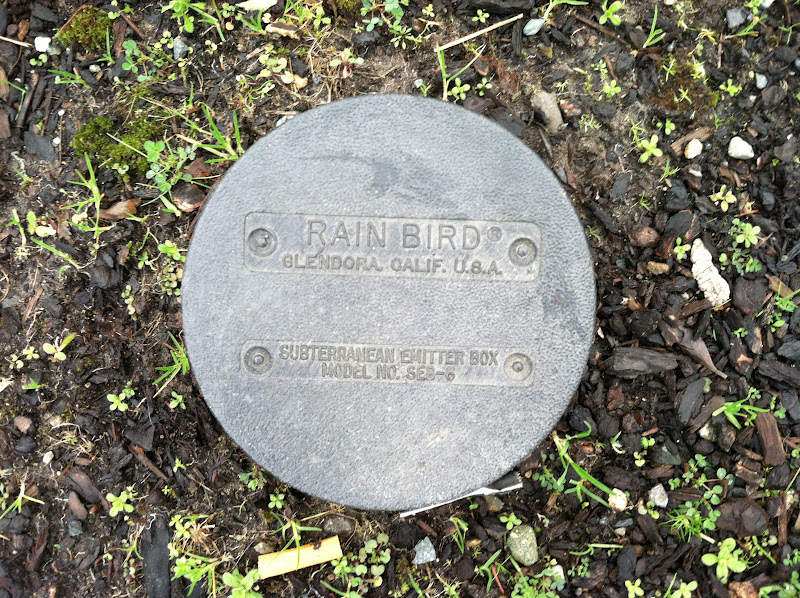 RAIN BIRD®
GLENDORA, CALIF. U.S.A.
SUBTERRANEAN EMITTER BOX
MODEL NO. SEB-6